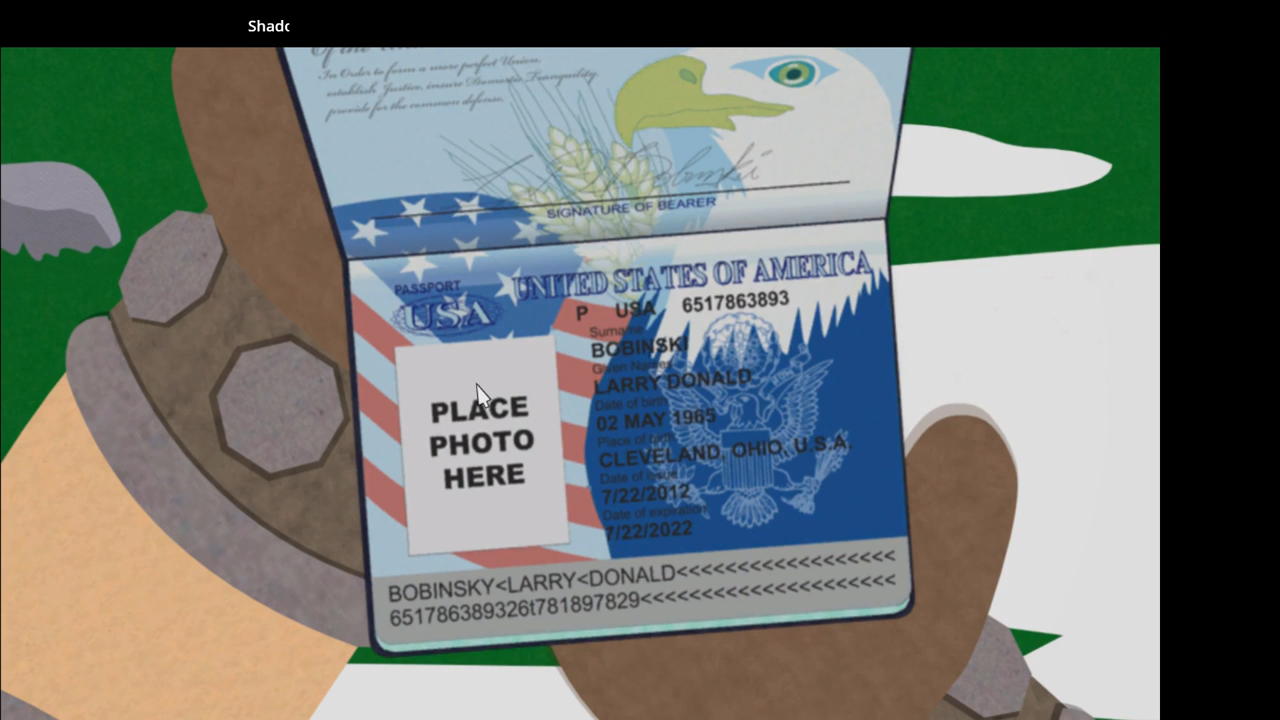 Shado
Of the
In Order to form a more perfect Union,
establish Justice, insure Domestic Tranquility,
provide for the common defense,
SIGNATURE OF BEARER
PASSPORT
USA
UNITED STATES OF AMERICA
P USA 6517863893
Surname
BOBINSKI
Given Names
LARRY DONALD
Date of birth
02 MAY 1965
Place of birth
CLEVELAND, OHIO, U.S.A.
Date of issue
7/22/2012
Date of expiration
7/22/2022
PLACE
PHOTO
HERE
BOBINSKY<LARRY<DONALD<<<<<<<<<<<<<<<<<<
651786389326t781897829<<<<<<<<<<<<<<<<<<<<<